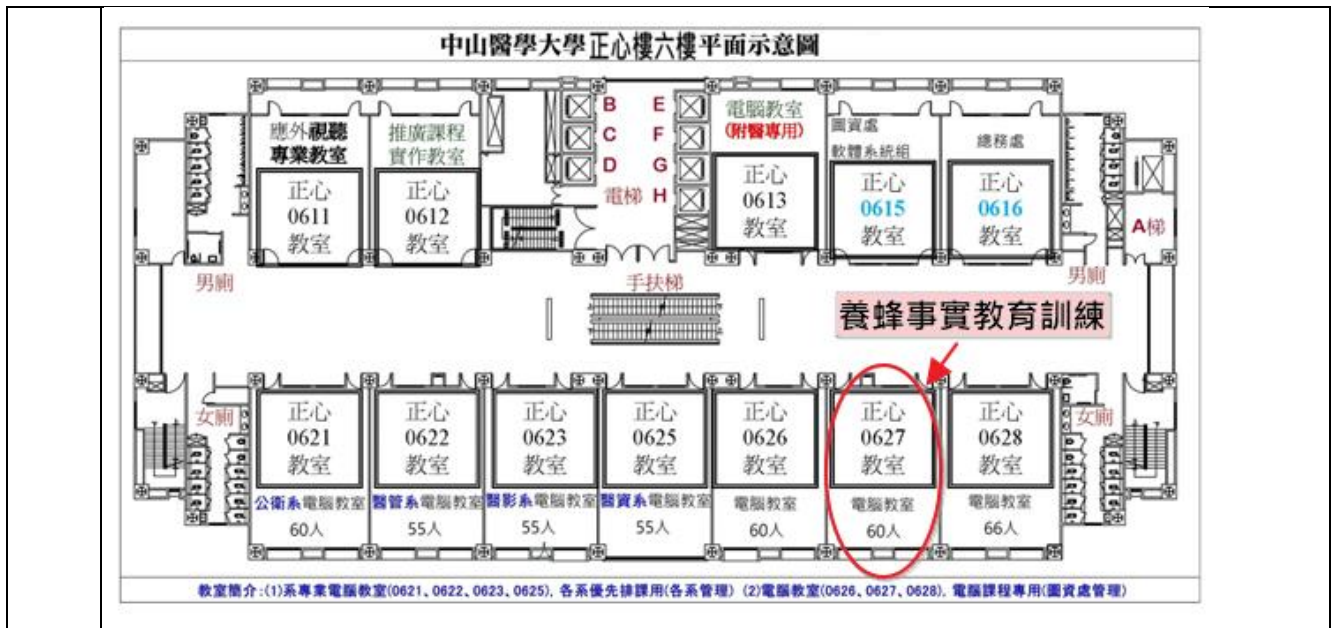 中山醫學大學正心樓六樓平面示意圖
應外視聽
專業教室
正心
0611
教室
推廣課程
實作教室
正心
0612
教室
B
C
D
E
F
G
H
電梯
電腦教室
(附醫專用)
正心
0613
教室
圖資處
軟體系統組
正心
0615
教室
總務處
正心
0616
教室
A梯
男廁
手扶梯
男廁
養蜂事實教育訓練
女廁
正心
0621
教室
公衛系電腦教室
60人
正心
0622
教室
醫管系電腦教室
55人
正心
0623
教室
醫影系電腦教室
55人
正心
0625
教室
醫資系電腦教室
55人
正心
0626
教室
電腦教室
60人
正心
0627
教室
電腦教室
60人
正心
0628
教室
電腦教室
66人
女廁
教室簡介:(1)系專業電腦教室(0621、0622、0623、0625), 各系優先排課用(各系管理) (2)電腦教室(0626、0627、0628), 電腦課程專用(圖資處管理)